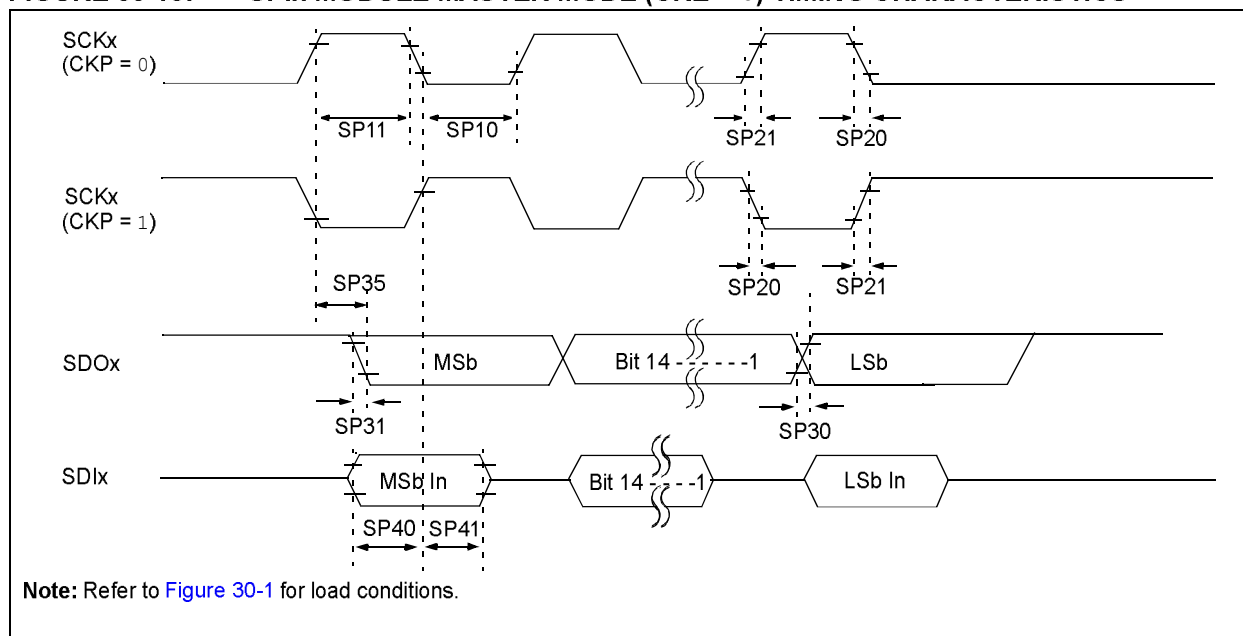 SCKx
(CKP = 0)
SP11
SP10
SP21
SP20
SCKx
(CKP = 1)
SP35
SP20
SP21
SDOx
MSb
Bit 14 - - - - - -1
LSb
SP31
SP30
SDIx
MSb In
Bit 14 - - - -1
LSb In
SP40
SP41
Note: Refer to Figure 30-1 for load conditions.